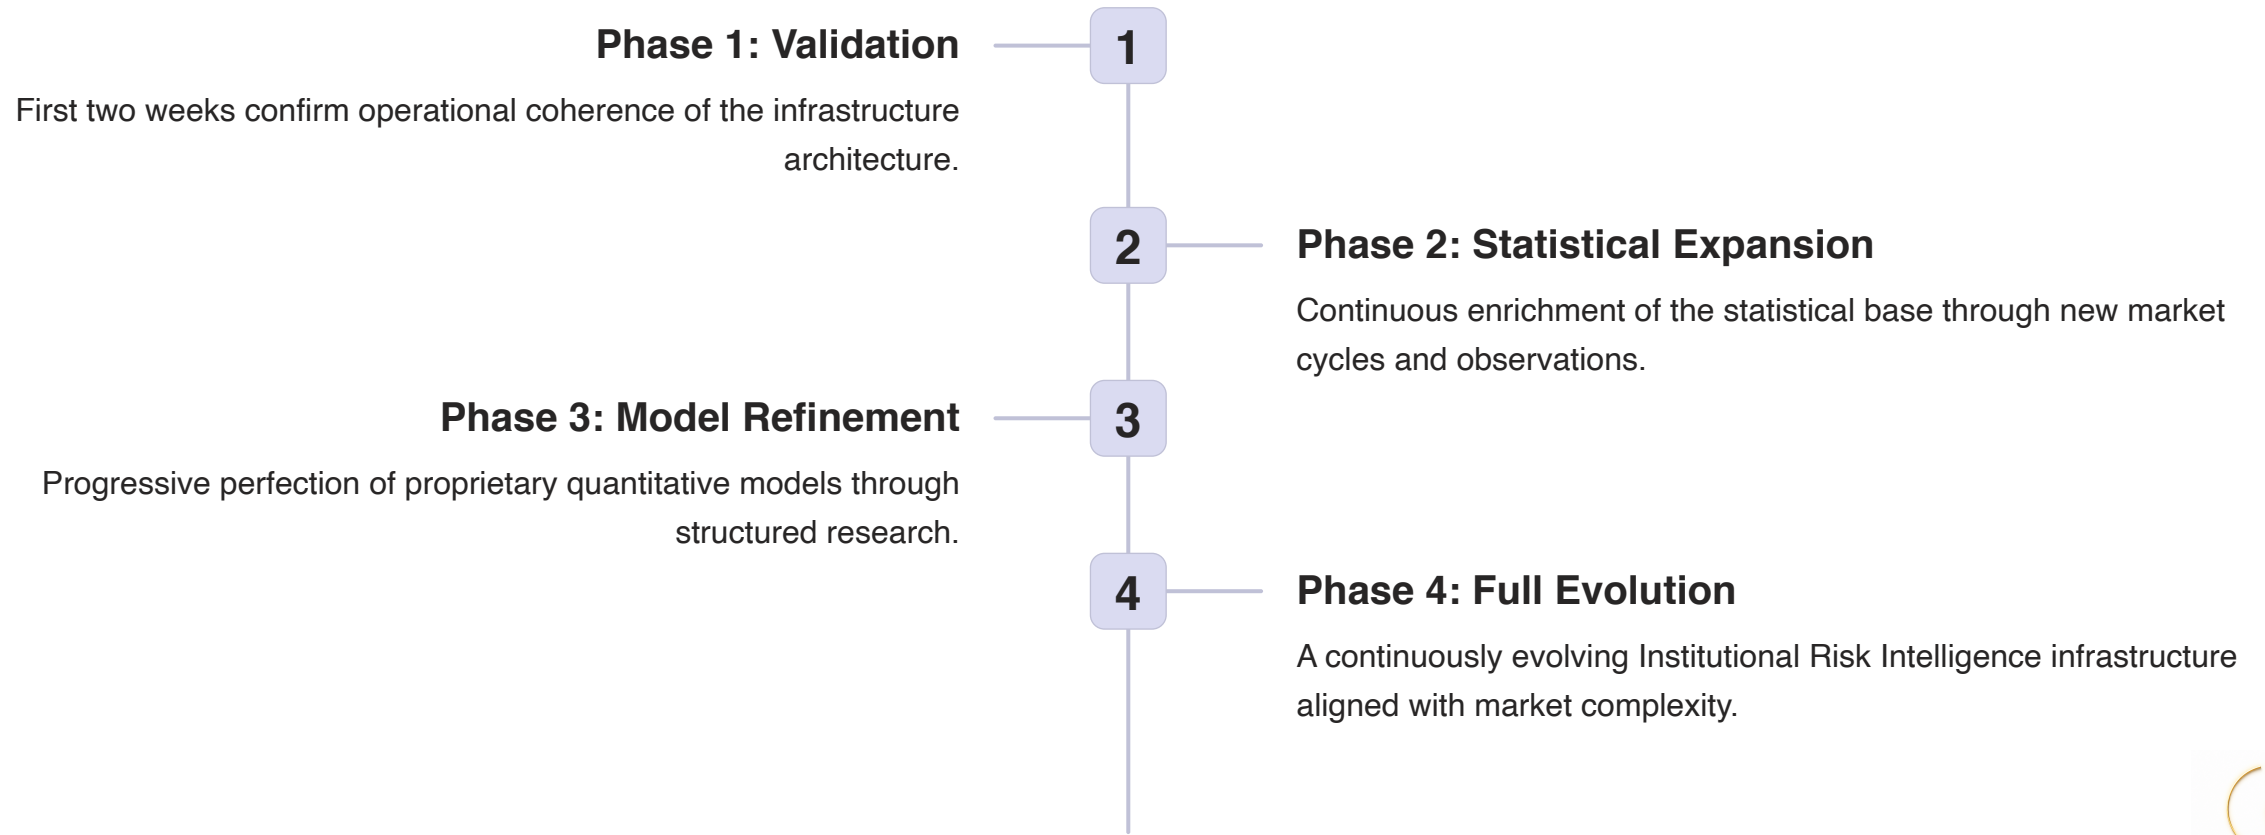 Phase 1: Validation
1
First two weeks confirm operational coherence of the infrastructure
architecture.
2
Phase 2: Statistical Expansion
Continuous enrichment of the statistical base through new market
cycles and observations.
Phase 3: Model Refinement
3
Progressive perfection of proprietary quantitative models through
structured research.
4
Phase 4: Full Evolution
A continuously evolving Institutional Risk Intelligence infrastructure
aligned with market complexity.